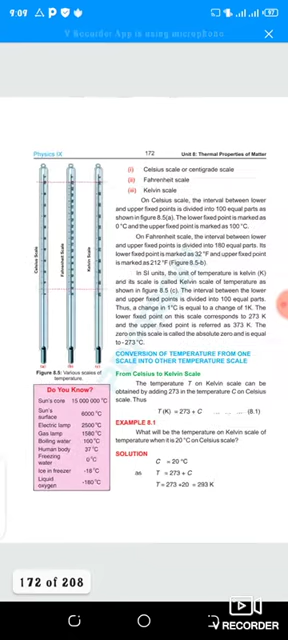 9:09
97
V Recorder App is using microphone
Physics IX
172
Unit 8: Thermal Properties of Matter
Celsius Scale
Fahrenheit Scale
Kelvin Scale
(a)
(b)
(c)
Figure 8.5: Various scales of
temperature.
Do You Know?
Sun's core 15 000 000°C
Sun's
surface 6000°C
Electric lamp 2500°C
Gas lamp 1580°C
Boiling water 100°C
Human body 37°C
Freezing
water 0°C
Ice in freezer -18°C
Liquid
oxygen -180°C
(i) Celsius scale or centigrade scale
(ii) Fahrenheit scale
(iii) Kelvin scale
On Celsius scale, the interval between lower
and upper fixed points is divided into 100 equal parts as
shown in figure 8.5(a). The lower fixed point is marked as
0°C and the upper fixed point is marked as 100°C.
On Fahrenheit scale, the interval between lower
and upper fixed points is divided into 180 equal parts. Its
lower fixed point is marked as 32°F and upper fixed point
is marked as 212°F (Figure 8.5-b).
In SI units, the unit of temperature is kelvin (K)
and its scale is called Kelvin scale of temperature as
shown in figure 8.5 (c). The interval between the lower
and upper fixed points is divided into 100 equal parts.
Thus, a change in 1°C is equal to a change of 1K. The
lower fixed point on this scale corresponds to 273 K
and the upper fixed point is referred as 373 K. The
zero on this scale is called the absolute zero and is equal
to -273°C.
CONVERSION OF TEMPERATURE FROM ONE
SCALE INTO OTHER TEMPERATURE SCALE
From Celsius to Kelvin Scale
The temperature T on Kelvin scale can be
obtained by adding 273 in the temperature C on Celsius
scale. Thus
T(K) = 273 + C ... ... ... (8.1)
EXAMPLE 8.1
What will be the temperature on Kelvin scale of
temperature when it is 20°C on Celsius scale?
SOLUTION
C = 20°C
as T = 273 + C
T = 273 +20 = 293 K
172 of 208
V RECORDER